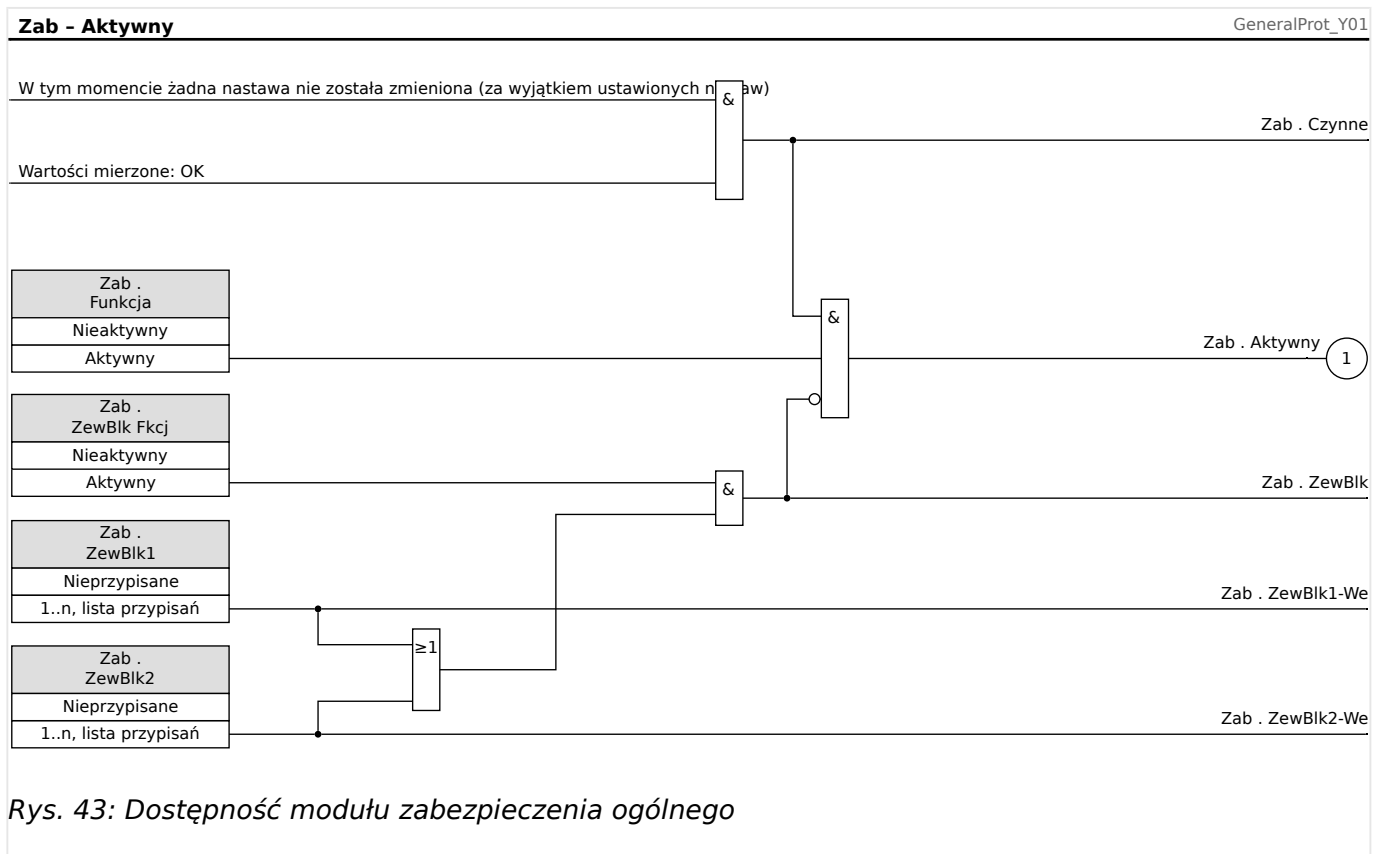 Zab – Aktywny
GeneralProt_Y01
W tym momencie żadna nastawa nie została zmieniona (za wyjątkiem ustawionych n aw)
&
Zab . Czynne
Wartości mierzone: OK
Zab .
Funkcja
Nieaktywny
Aktywny
&
Zab . Aktywny
1
Zab .
ZewBlk Fkcj
Nieaktywny
Aktywny
&
Zab . ZewBlk
Zab .
ZewBlk1
Nieprzypisane
1..n, lista przypisań
Zab . ZewBlk1-We
≥1
Zab .
ZewBlk2
Nieprzypisane
1..n, lista przypisań
Zab . ZewBlk2-We
Rys. 43: Dostępność modułu zabezpieczenia ogólnego